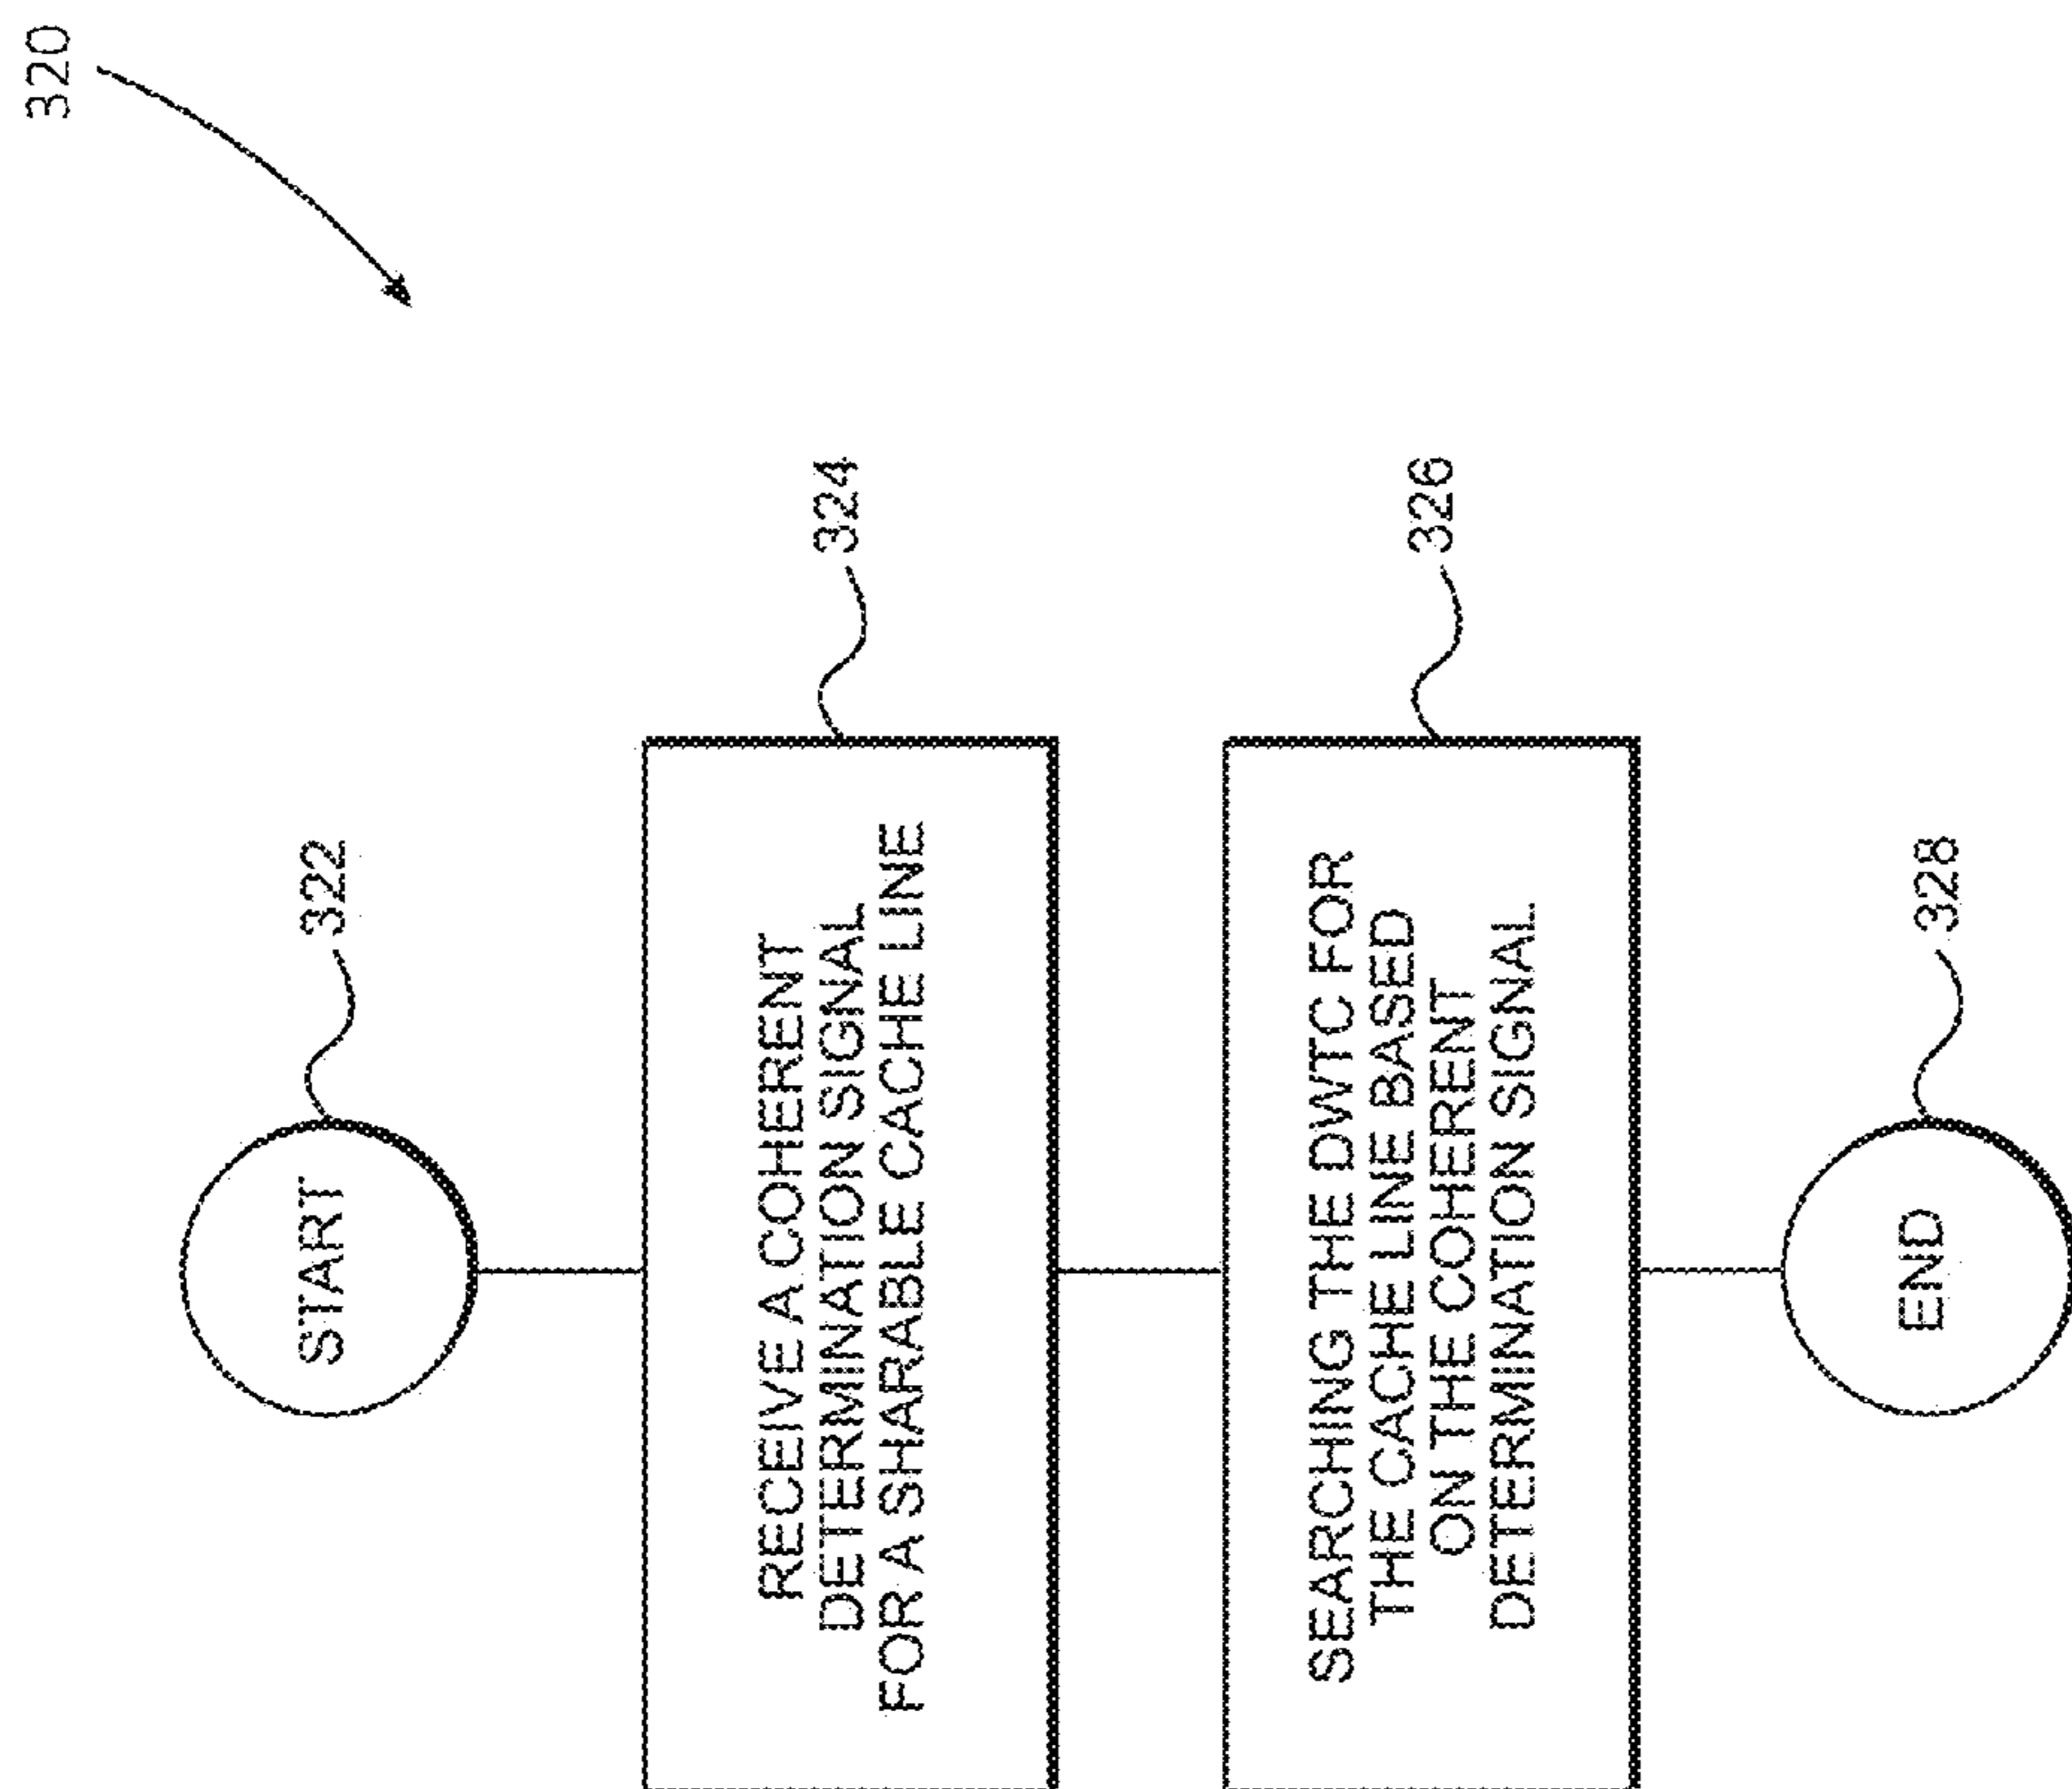 320
322
START
324
RECEIVE A COHERENT
DETERMINATION SIGNAL
FOR A SHARABLE CACHE LINE
326
SEARCHING THE DWTC FOR
THE CACHE LINE BASED
ON THE COHERENT
DETERMINATION SIGNAL
328
END